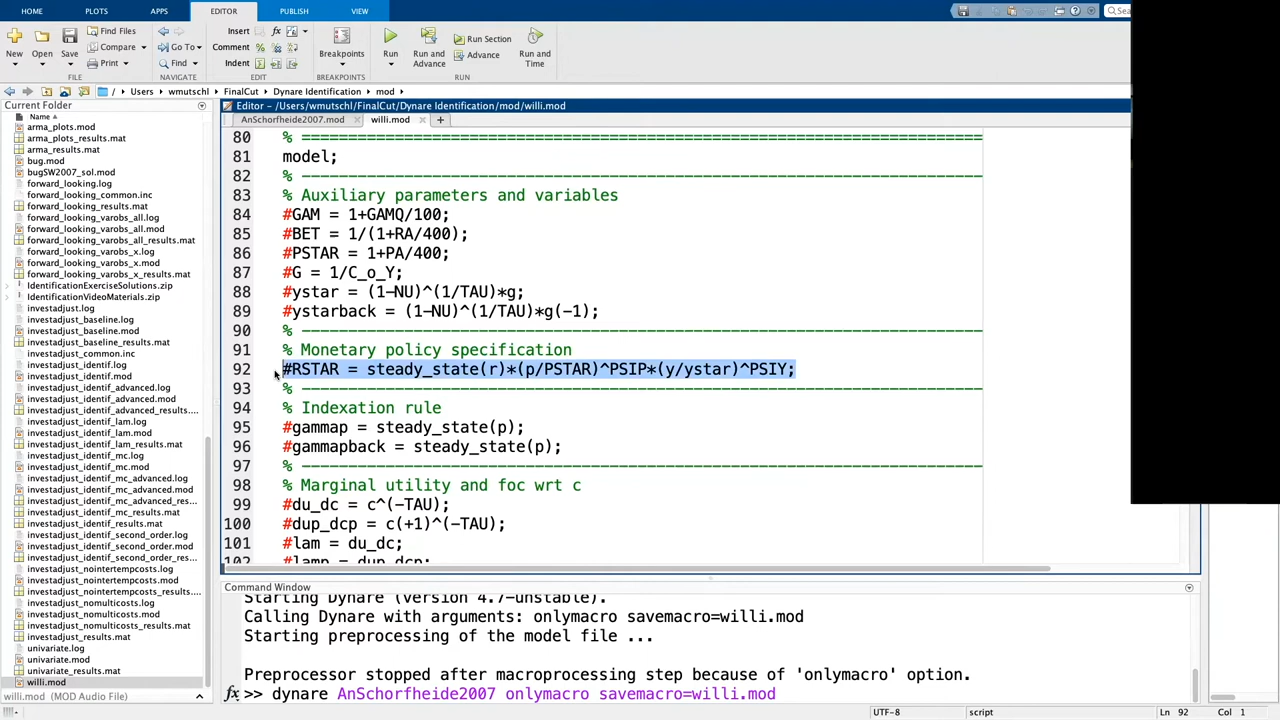 HOME PLOTS APPS EDITOR PUBLISH VIEW
New Open Save Find Files Compare Print
Go To Find
Insert fx
Comment
Indent
Breakpoints Run Run and Advance Run Section Advance Run and Time
FILE NAVIGATE EDIT BREAKPOINTS RUN
/ Users wmutschl FinalCut Dynare Identification mod
Current Folder
Name
arma_plots.mod
arma_plots_results.mat
arma_results.mat
bug.mod
bugSW2007_sol.mod
forward_looking.log
forward_looking_common.inc
forward_looking_results.mat
forward_looking_varobs_all.log
forward_looking_varobs_all.mod
forward_looking_varobs_all_results.mat
forward_looking_varobs_x.log
forward_looking_varobs_x.mod
forward_looking_varobs_x_results.mat
IdentificationExerciseSolutions.zip
IdentificationVideoMaterials.zip
investadjust.log
investadjust_baseline.log
investadjust_baseline.mod
investadjust_baseline_results.mat
investadjust_common.inc
investadjust_identif.log
investadjust_identif.mod
investadjust_identif_advanced.log
investadjust_identif_advanced.mod
investadjust_identif_advanced_results....
investadjust_identif_lam.log
investadjust_identif_lam.mod
investadjust_identif_lam_results.mat
investadjust_identif_mc.log
investadjust_identif_mc.mod
investadjust_identif_mc_advanced.log
investadjust_identif_mc_advanced.mod
investadjust_identif_mc_advanced_res...
investadjust_identif_mc_results.mat
investadjust_identif_results.mat
investadjust_identif_second_order.log
investadjust_identif_second_order.mod
investadjust_identif_second_order_res...
investadjust_nointertempcosts.log
investadjust_nointertempcosts.mod
investadjust_nointertempcosts_results....
investadjust_nomulticosts.log
investadjust_nomulticosts.mod
investadjust_nomulticosts_results.mat
investadjust_results.mat
univariate.log
univariate.mod
univariate_results.mat
willi.mod
willi.mod (MOD Audio File)
Editor - /Users/wmutschl/FinalCut/Dynare Identification/mod/willi.mod
AnSchorfheide2007.mod willi.mod
80 % ==========================================================================
81 model;
82 % --------------------------------------------------------------------------
83 % Auxiliary parameters and variables
84 #GAM = 1+GAMQ/100;
85 #BET = 1/(1+RA/400);
86 #PSTAR = 1+PA/400;
87 #G = 1/C_o_Y;
88 #ystar = (1-NU)^(1/TAU)*g;
89 #ystarback = (1-NU)^(1/TAU)*g(-1);
90 % --------------------------------------------------------------------------
91 % Monetary policy specification
92 #RSTAR = steady_state(r)*(p/PSTAR)^PSIP*(y/ystar)^PSIY;
93 % --------------------------------------------------------------------------
94 % Indexation rule
95 #gammap = steady_state(p);
96 #gammapback = steady_state(p);
97 % --------------------------------------------------------------------------
98 % Marginal utility and foc wrt c
99 #du_dc = c^(-TAU);
100 #dup_dcp = c(+1)^(-TAU);
101 #lam = du_dc;
102 #lamp = dup_dcp;
Command Window
Starting Dynare (version 4.7-unstable).
Calling Dynare with arguments: onlymacro savemacro=willi.mod
Starting preprocessing of the model file ...
Preprocessor stopped after macroprocessing step because of 'onlymacro' option.
fx >> dynare AnSchorfheide2007 onlymacro savemacro=willi.mod
UTF-8 script Ln 92 Col 1